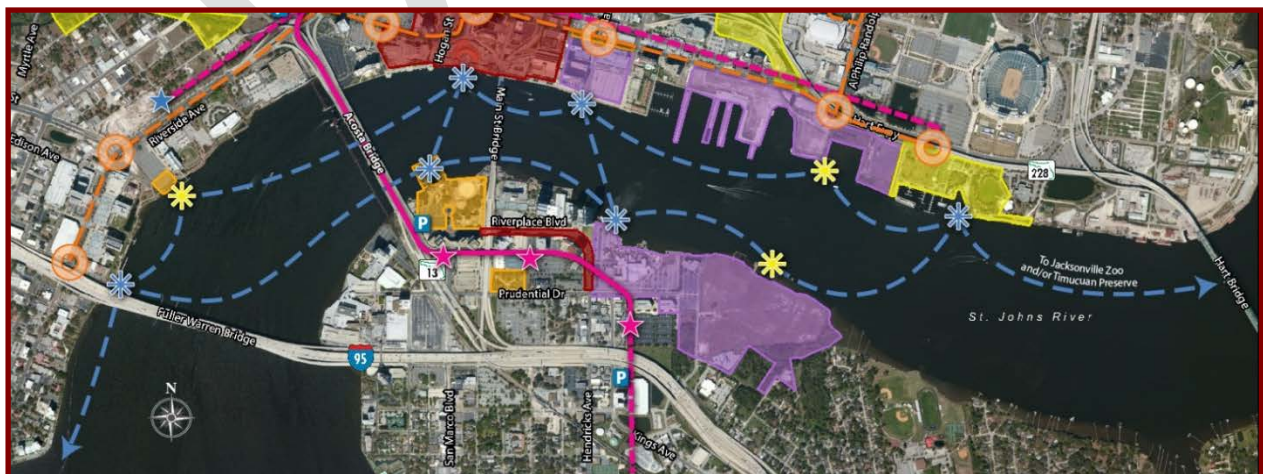 Myrtle Ave
Hogan St
A Philip Randolph
Riverside Ave
Edison Ave
Acosta Bridge
Main St Bridge
Hart E
228
P
Riverplace Blvd
13
Prudential Dr
To Jacksonville Zoo
and/or Timucuan Preserve
Hart Bridge
St. Johns River
Fuller Warren Bridge
95
P
N
San Marco Blvd
Hendricks Ave
Kings Ave